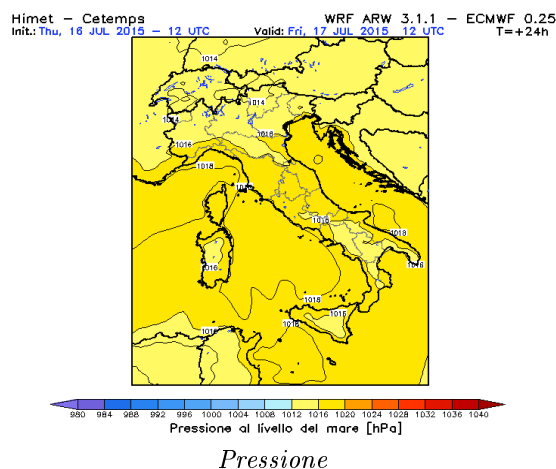 Himet – Cetemps WRF ARW 3.1.1 – ECMWF 0.25
Init.: Thu, 16 JUL 2015 – 12 UTC Valid: Fri, 17 JUL 2015 12 UTC T=+24h
1014
1014
1014
1016
1016
1018
1016
1018
1016
1016
1018
1016
1016
1016
980 984 988 992 996 1000 1004 1008 1012 1016 1020 1024 1028 1032 1036 1040
Pressione al livello del mare [hPa]
Pressione